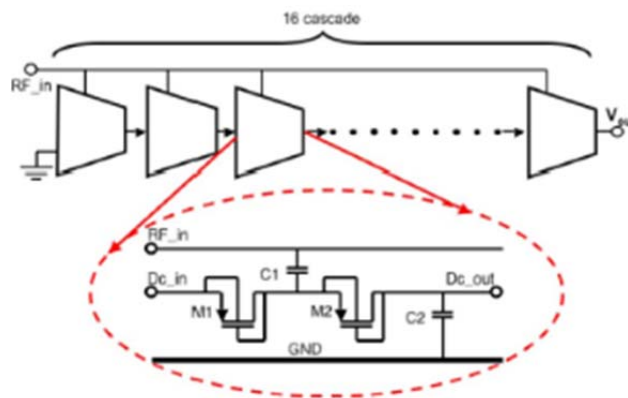 16 cascade
RF_in
RF_in
Dc_in
C1
Dc_out
M1
M2
C2
GND